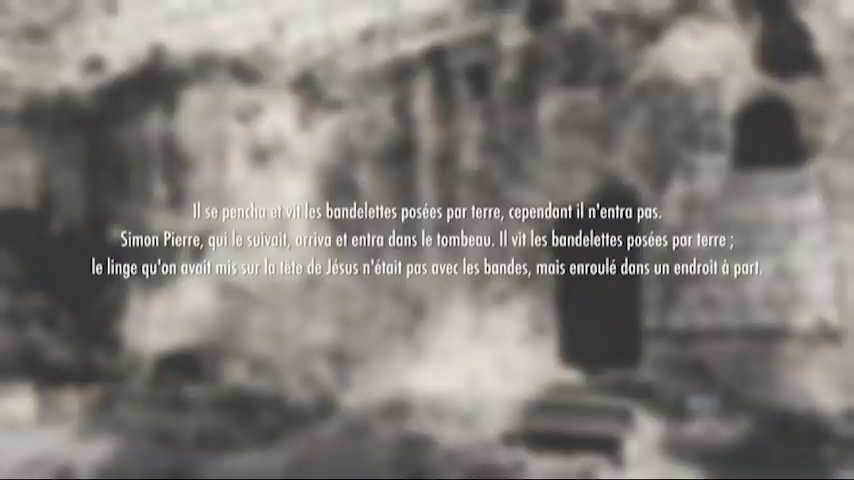 Il se pencha et vit les bandelettes posées par terre, cependant il n'entra pas.
Simon Pierre, qui le suivait, arriva et entra dans le tombeau. Il vit les bandelettes posées par terre ;
le linge qu'on avait mis sur la tête de Jésus n'était pas avec les bandes, mais enroulé dans un endroit à part.